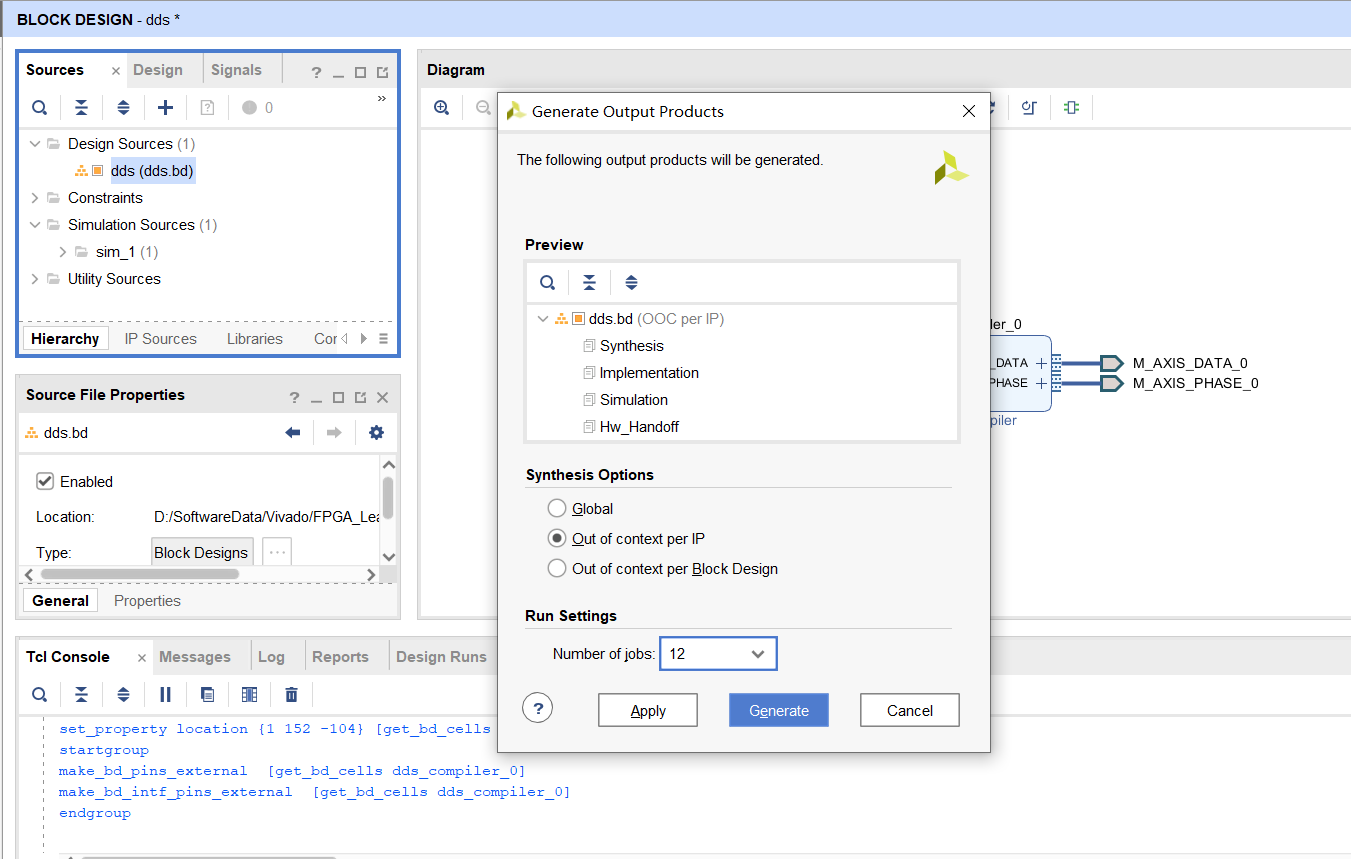 BLOCK DESIGN - dds *
Sources × Design Signals ? _
0 »
Design Sources (1)
dds (dds.bd)
Constraints
Simulation Sources (1)
sim_1 (1)
Utility Sources
Hierarchy IP Sources Libraries
Source File Properties ? _
dds.bd
Enabled
Location: D:/SoftwareData/Vivado/FPGA_Lea
Type: Block Designs ...
General Properties
Diagram
Generate Output Products
The following output products will be generated.
Preview
dds.bd (OOC per IP)
Synthesis
Implementation
Simulation
Hw_Handoff
Synthesis Options
Global
Out of context per IP
Out of context per Block Design
Run Settings
Number of jobs: 12
? Apply Generate Cancel
ler_0
_DATA + M_AXIS_DATA_0
PHASE + M_AXIS_PHASE_0
piler
Tcl Console × Messages Log Reports Design Runs
set_property location {1 152 -104} [get_bd_cells
startgroup
make_bd_pins_external [get_bd_cells dds_compiler_0]
make_bd_intf_pins_external [get_bd_cells dds_compiler_0]
endgroup